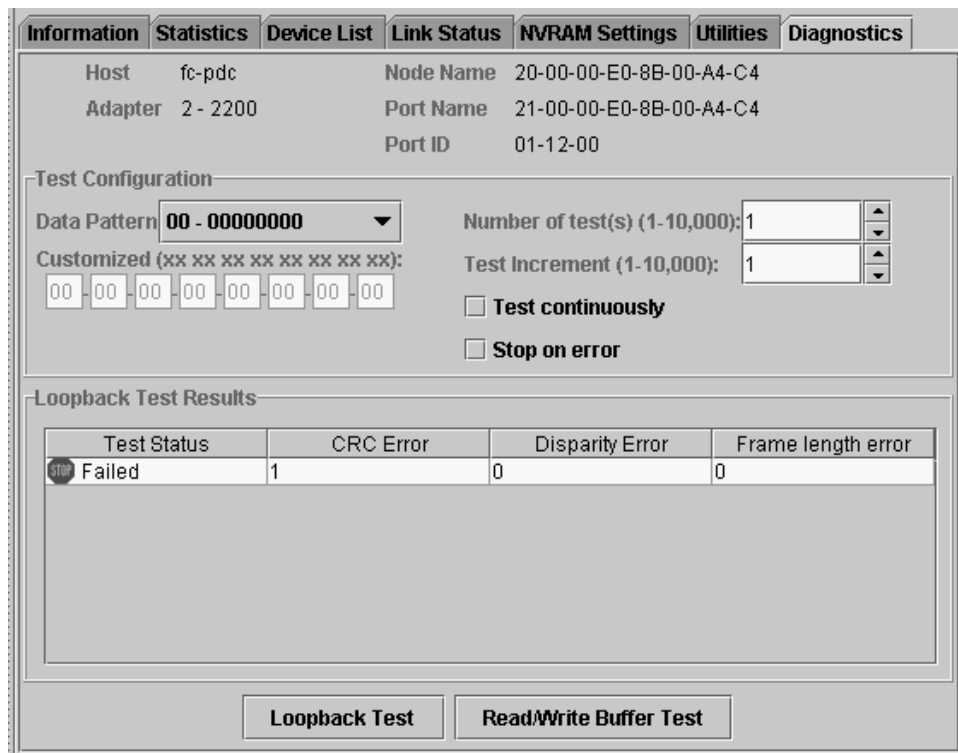 Information Statistics Device List Link Status NVRAM Settings Utilities Diagnostics
Host fc-pdc Node Name 20-00-00-E0-8B-00-A4-C4
Adapter 2 - 2200 Port Name 21-00-00-E0-8B-00-A4-C4
Port ID 01-12-00
Test Configuration
Data Pattern 00 - 00000000 Number of test(s) (1-10,000): 1
Customized (xx xx xx xx xx xx xx xx): Test Increment (1-10,000): 1
00 - 00 - 00 - 00 - 00 - 00 - 00 - 00
Test continuously
Stop on error
Loopback Test Results
Test Status CRC Error Disparity Error Frame length error
STOP Failed 1 0 0
Loopback Test Read/Write Buffer Test